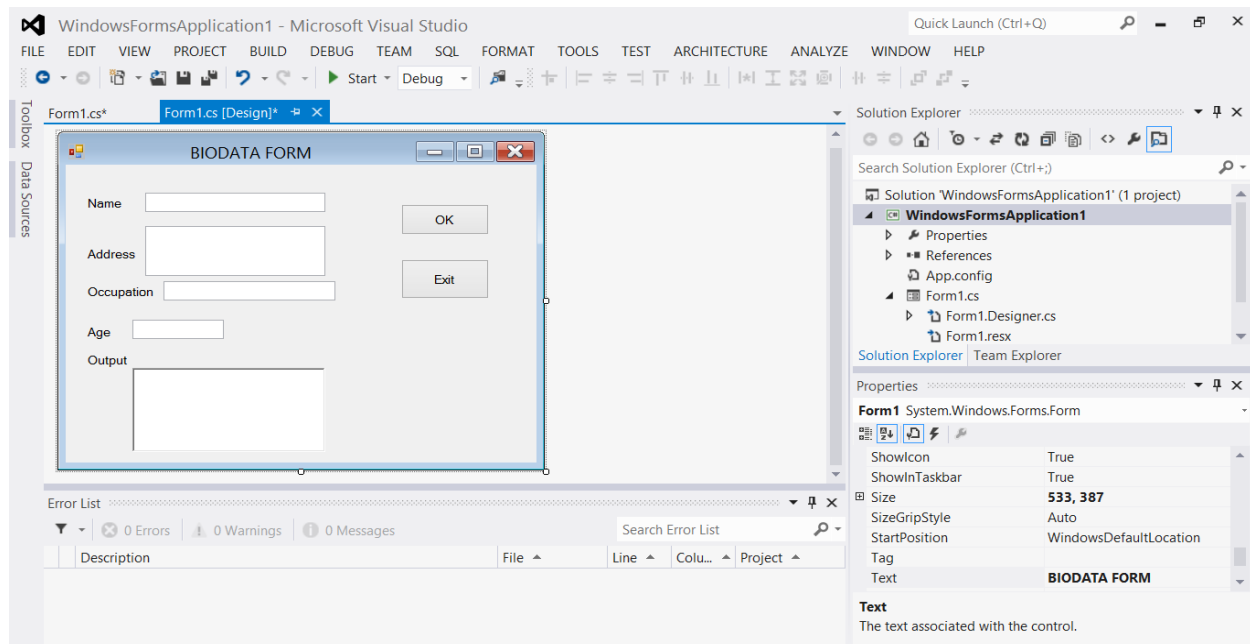 WindowsFormsApplication1 - Microsoft Visual Studio
Quick Launch (Ctrl+Q)
FILE EDIT VIEW PROJECT BUILD DEBUG TEAM SQL FORMAT TOOLS TEST ARCHITECTURE ANALYZE WINDOW HELP
Start Debug
Toolbox
Data Sources
Form1.cs*
Form1.cs [Design]*
BIODATA FORM
Name
OK
Address
Exit
Occupation
Age
Output
Error List
0 Errors 0 Warnings 0 Messages
Search Error List
Description File Line Colu... Project
Solution Explorer
Search Solution Explorer (Ctrl+;)
Solution 'WindowsFormsApplication1' (1 project)
WindowsFormsApplication1
Properties
References
App.config
Form1.cs
Form1.Designer.cs
Form1.resx
Solution Explorer Team Explorer
Properties
Form1 System.Windows.Forms.Form
ShowIcon True
ShowInTaskbar True
Size 533, 387
SizeGripStyle Auto
StartPosition WindowsDefaultLocation
Tag
Text BIODATA FORM
Text
The text associated with the control.